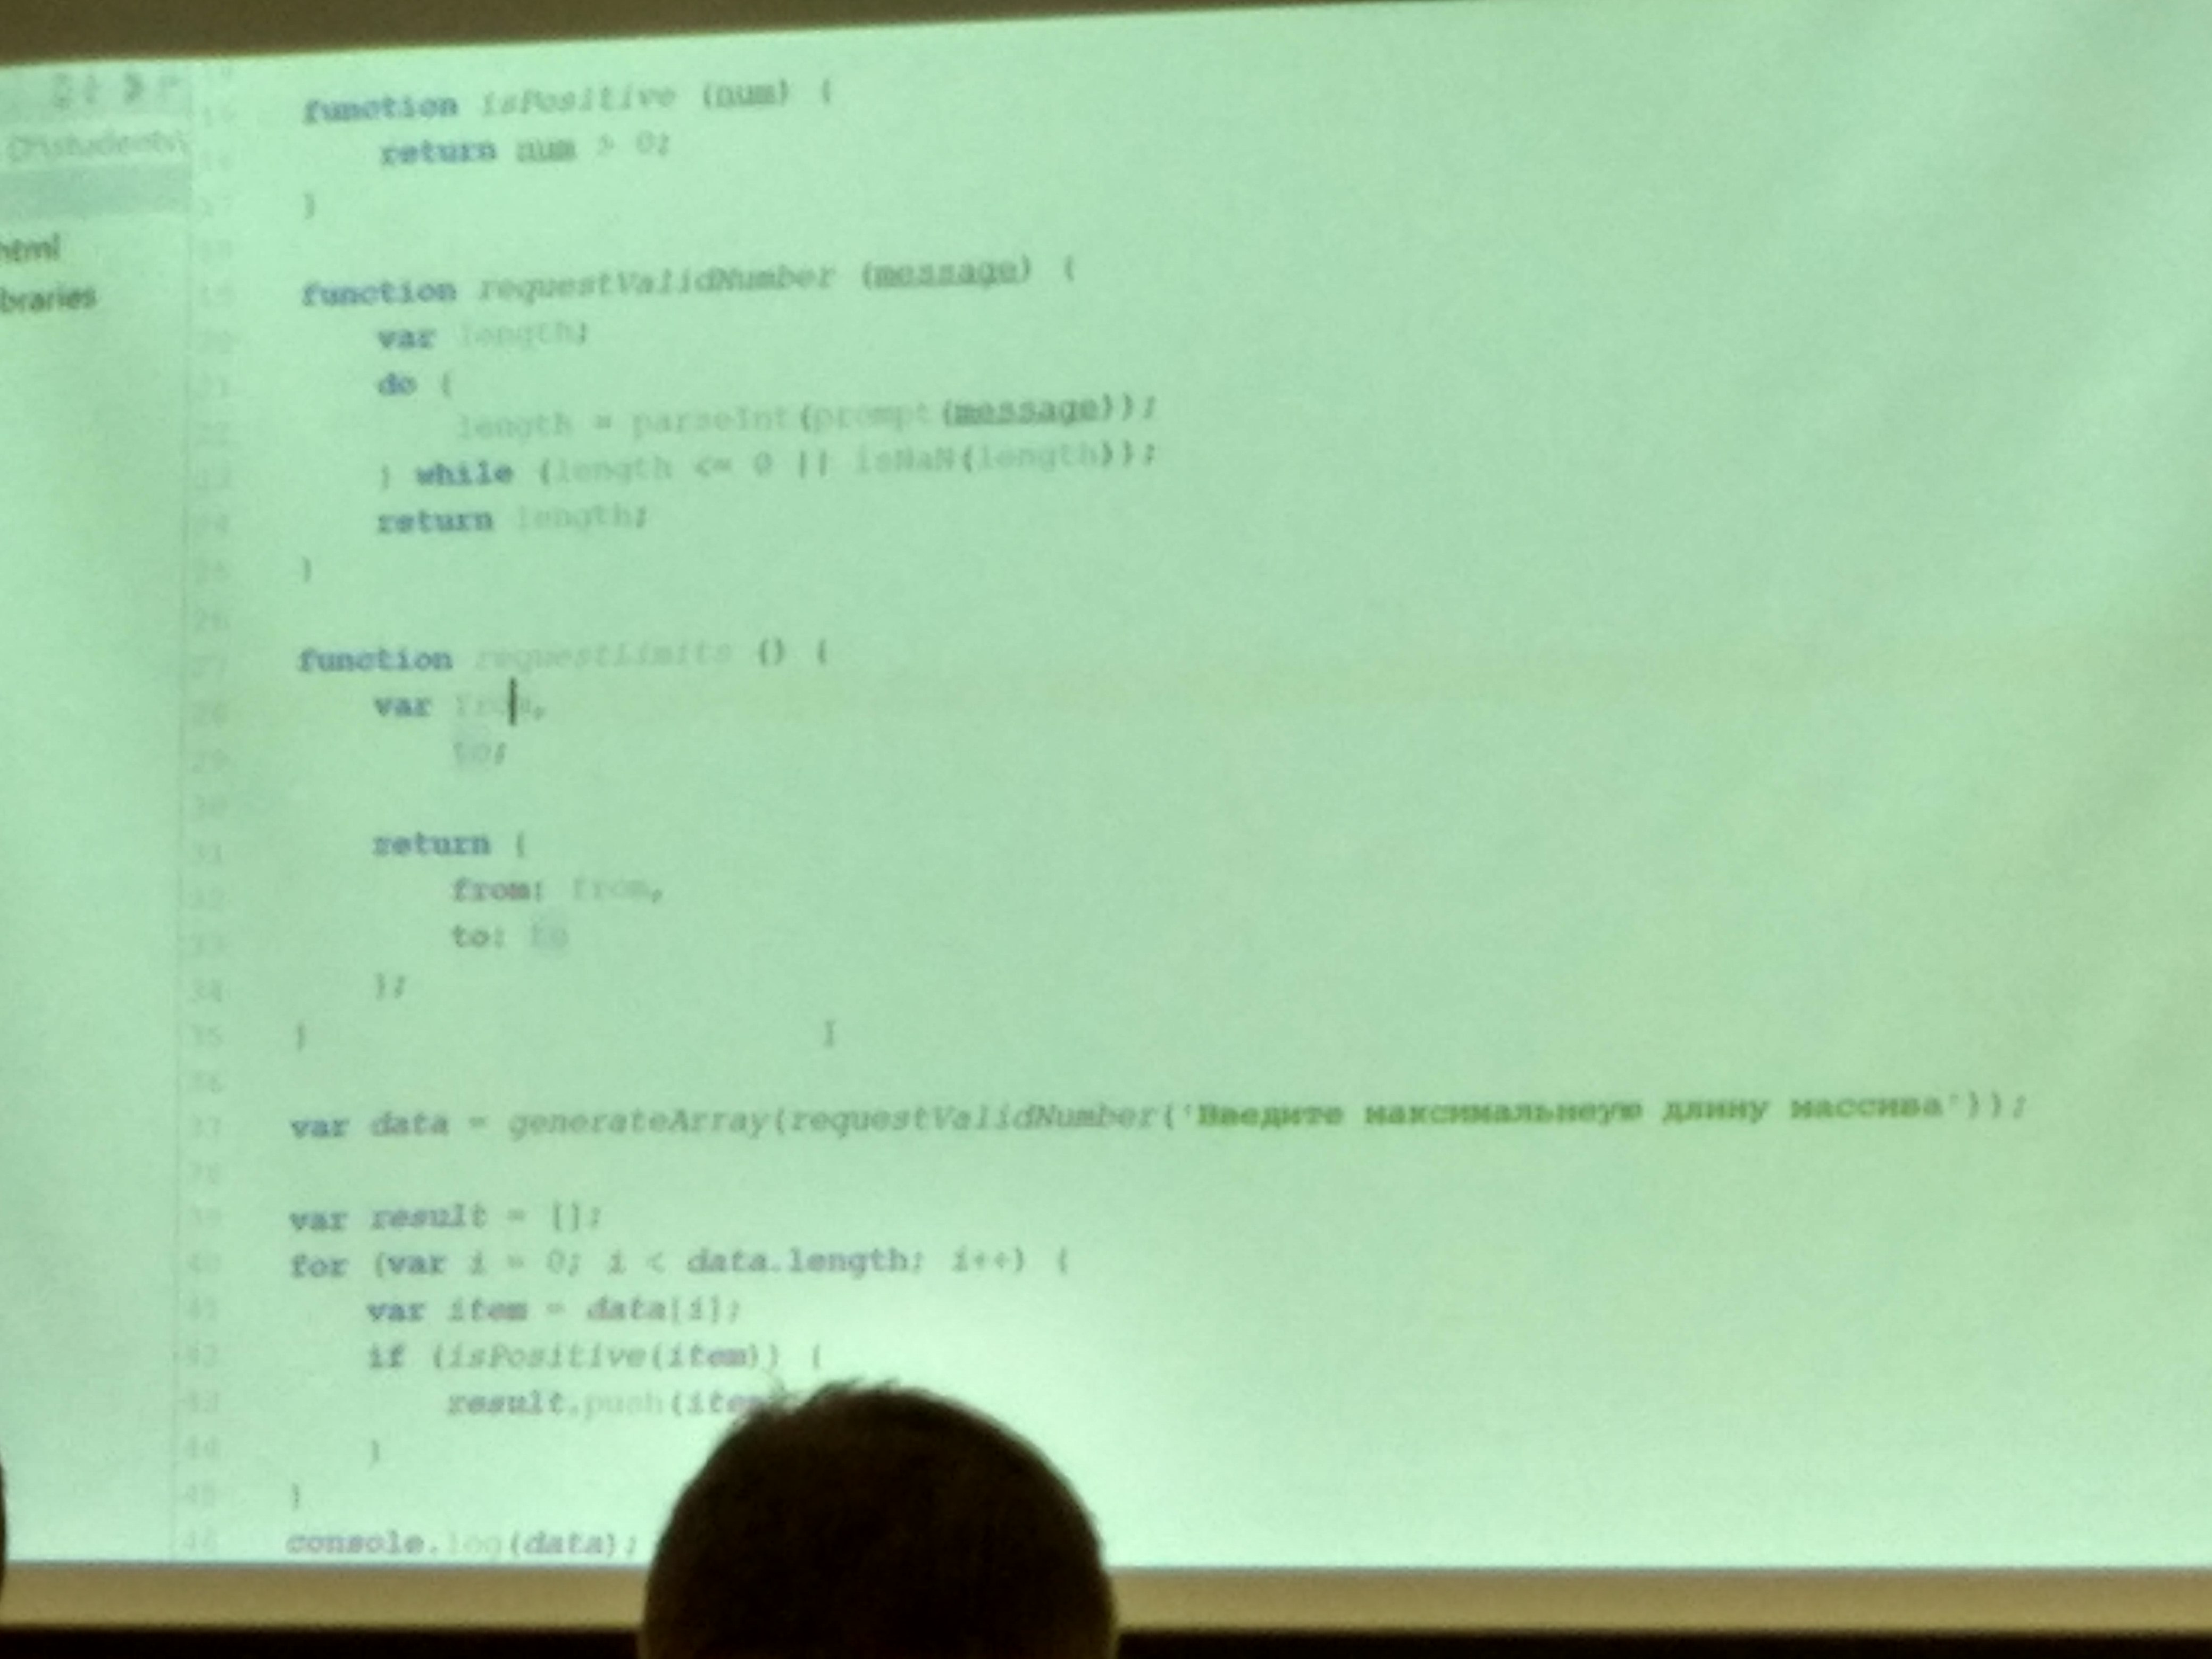 D:\students\
html
braries
15 function isPositive (num) {
16 return num > 0;
17 }
18
19 function requestValidNumber (message) {
20 var length;
21 do {
22 length = parseInt(prompt(message));
23 } while (length <= 0 || isNaN(length));
24 return length;
25 }
26
27 function requestLimits () {
28 var from,
29 to;
30
31 return {
32 from: from,
33 to: to
34 };
35 }
36
37 var data = generateArray(requestValidNumber('Введите максимальнеую длину массива'));
38
39 var result = [];
40 for (var i = 0; i < data.length; i++) {
41 var item = data[i];
42 if (isPositive(item)) {
43 result.push(item
44 }
45 }
46 console.log(data);